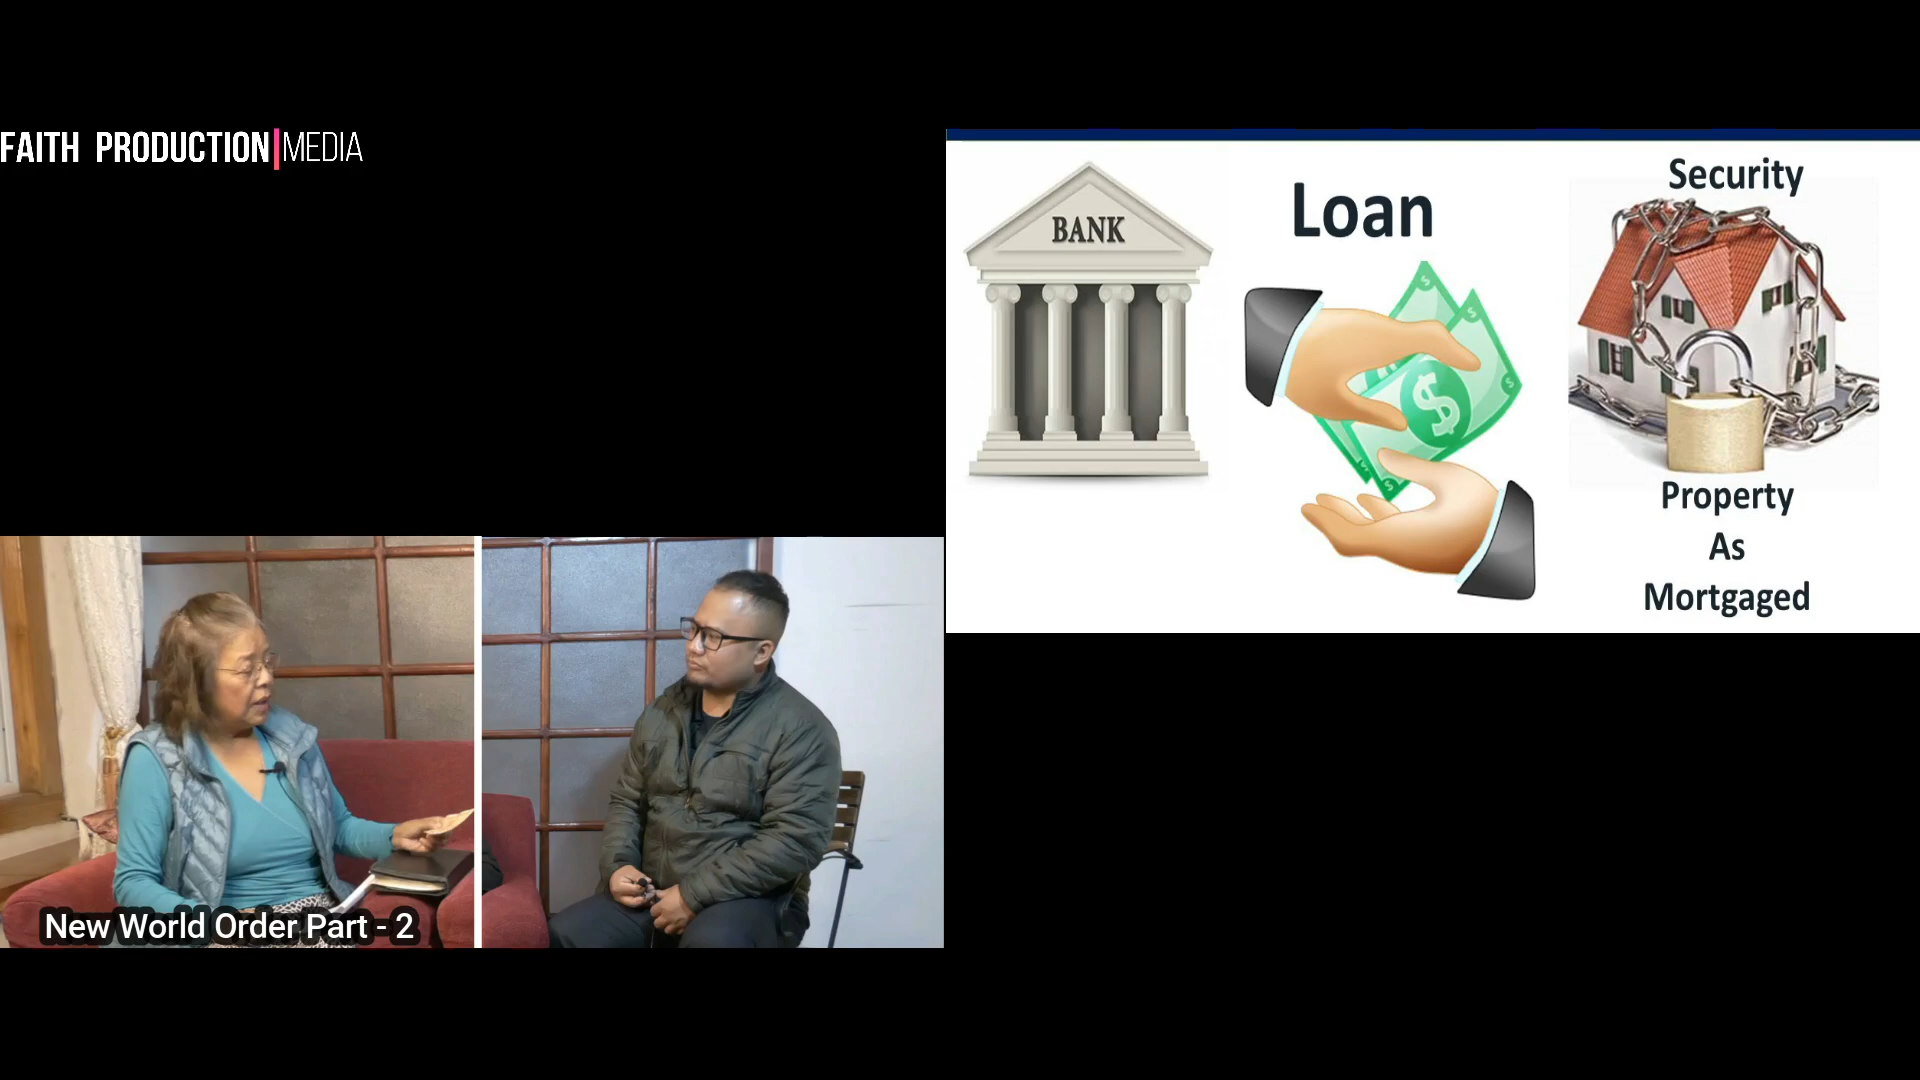 FAITH PRODUCTION|MEDIA
BANK
Loan
Security
Property
As
Mortgaged
New World Order Part - 2